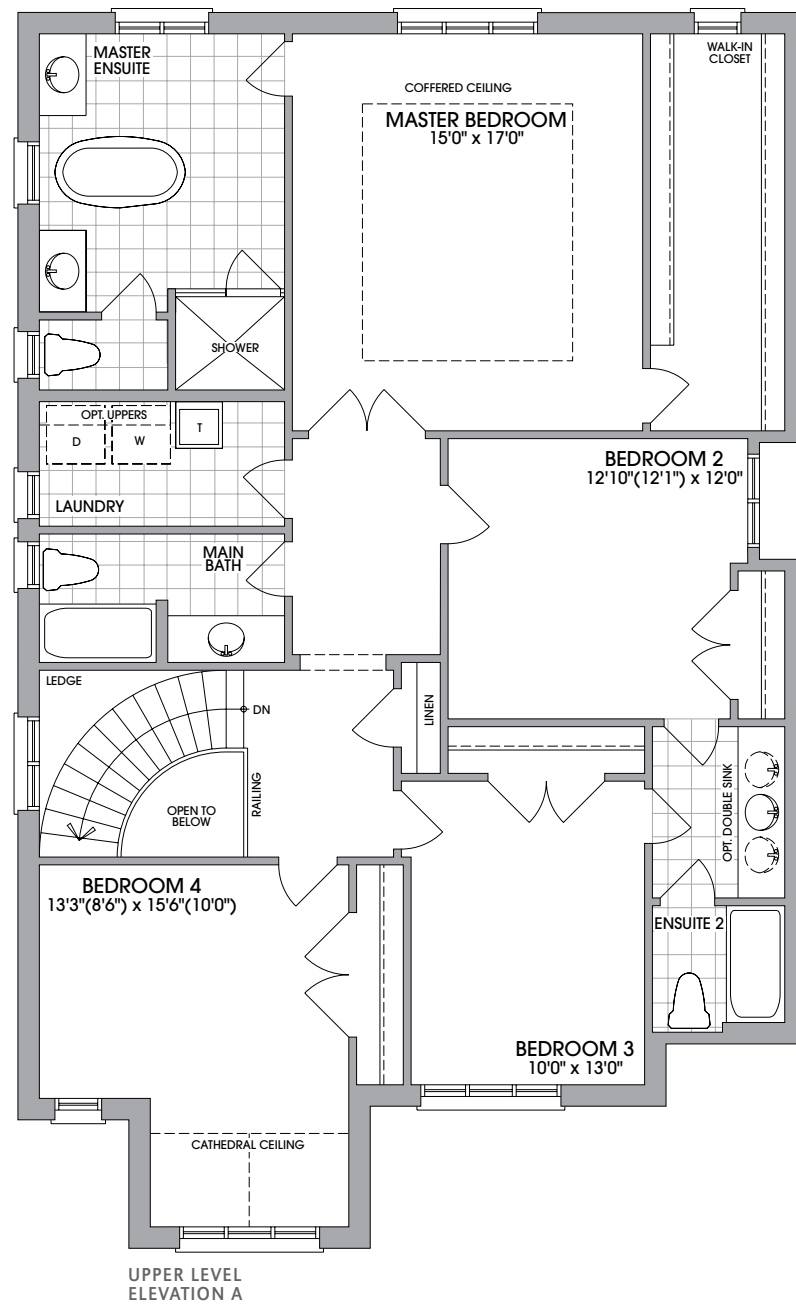 MASTER
ENSUITE
COFFERED CEILING
MASTER BEDROOM
15'0" x 17'0"
WALK-IN
CLOSET
SHOWER
OPT. UPPERS
D
W
T
LAUNDRY
BEDROOM 2
12'10"(12'1") x 12'0"
MAIN
BATH
LEDGE
DN
LINEN
RAILING
OPEN TO
BELOW
OPT. DOUBLE SINK
BEDROOM 4
13'3"(8'6") x 15'6"(10'0")
ENSUITE 2
BEDROOM 3
10'0" x 13'0"
CATHEDRAL CEILING
UPPER LEVEL
ELEVATION A